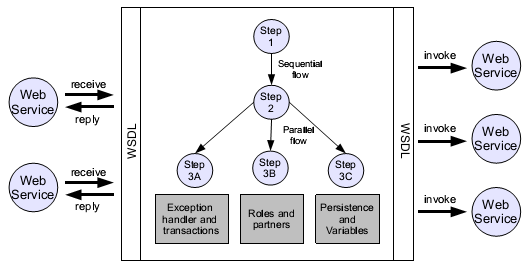 Web
Service
receive
reply
Web
Service
receive
reply
WSDL
Step
1
Sequential
flow
Step
2
Parallel
flow
Step
3A
Step
3B
Step
3C
Exception
handler and
transactions
Roles and
partners
Persistence
and
Variables
WSDL
invoke
Web
Service
invoke
Web
Service
invoke
Web
Service